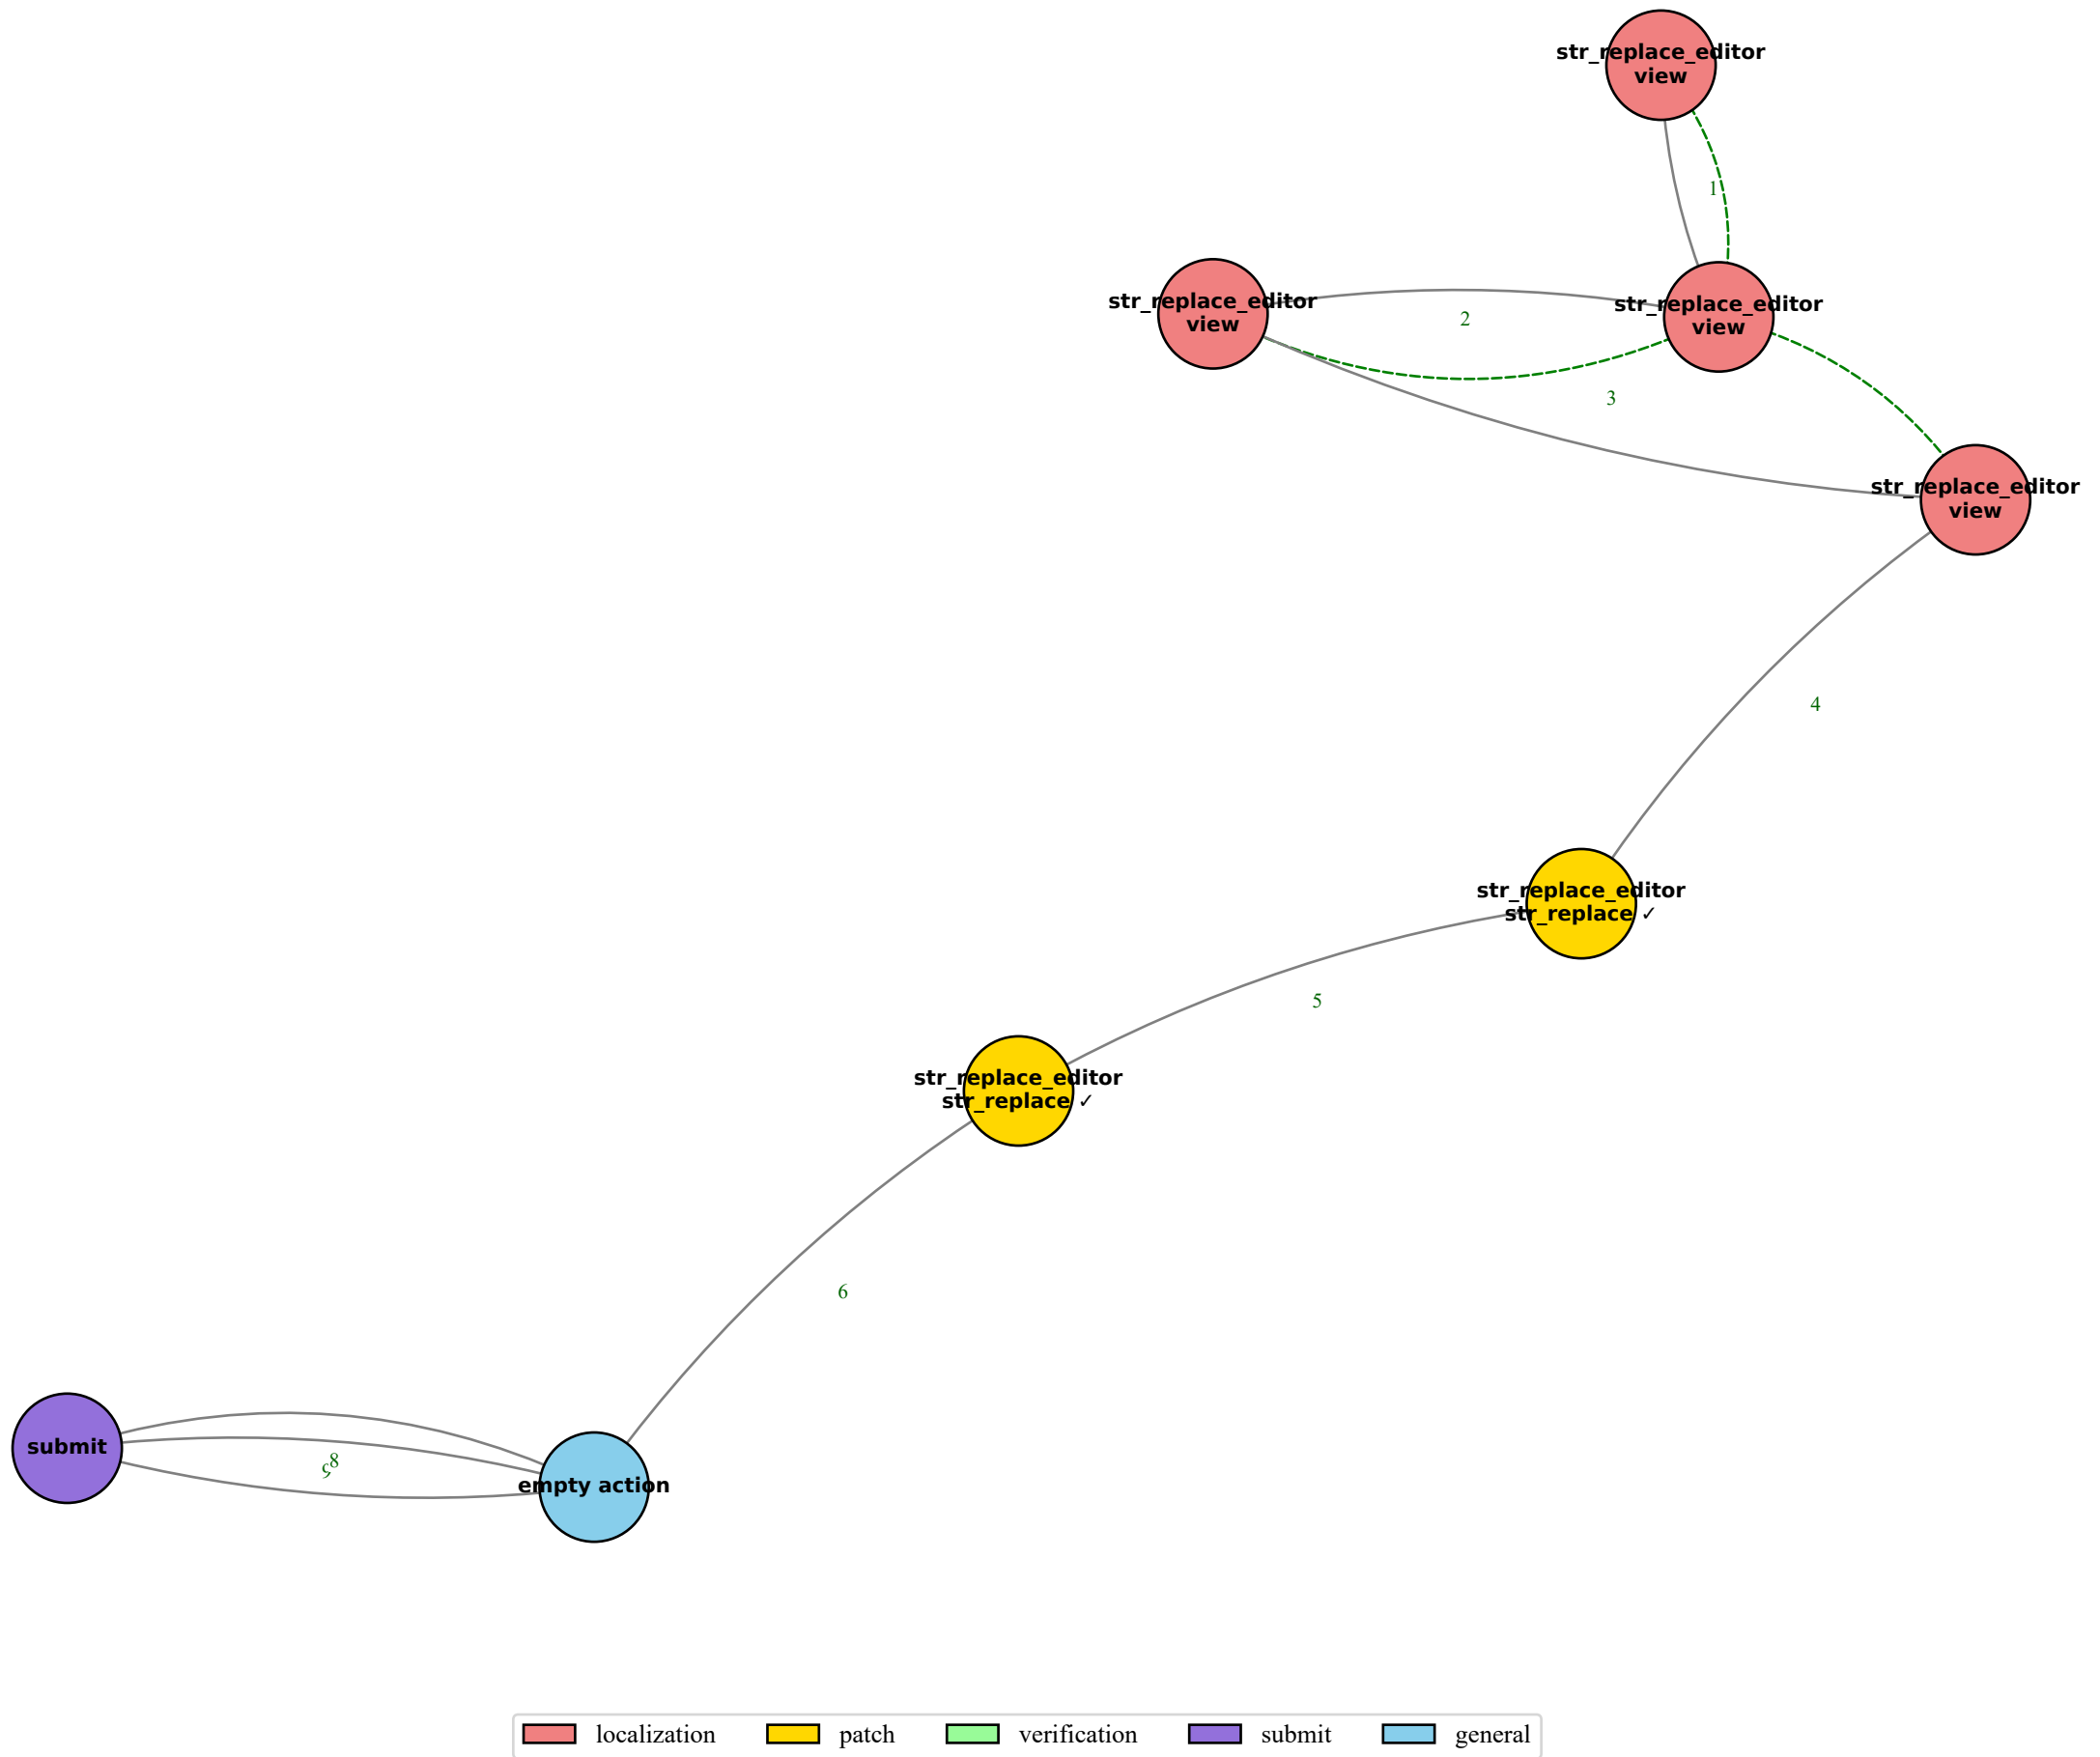 str_replace_editor
view
1
str_replace_editor
view
2
str_replace_editor
view
3
str_replace_editor
view
4
str_replace_editor
str_replace ✓
5
str_replace_editor
str_replace ✓
6
submit
8
empty action
localization
patch
verification
submit
general